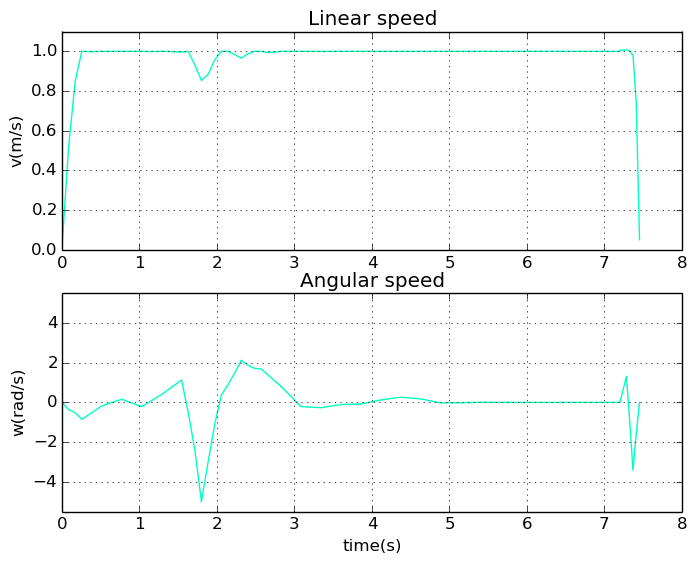 Linear speed
v(m/s)
1.0
0.8
0.6
0.4
0.2
0.0
0 1 2 3 4 5 6 7 8
Angular speed
w(rad/s)
4
2
0
−2
−4
0 1 2 3 4 5 6 7 8
time(s)